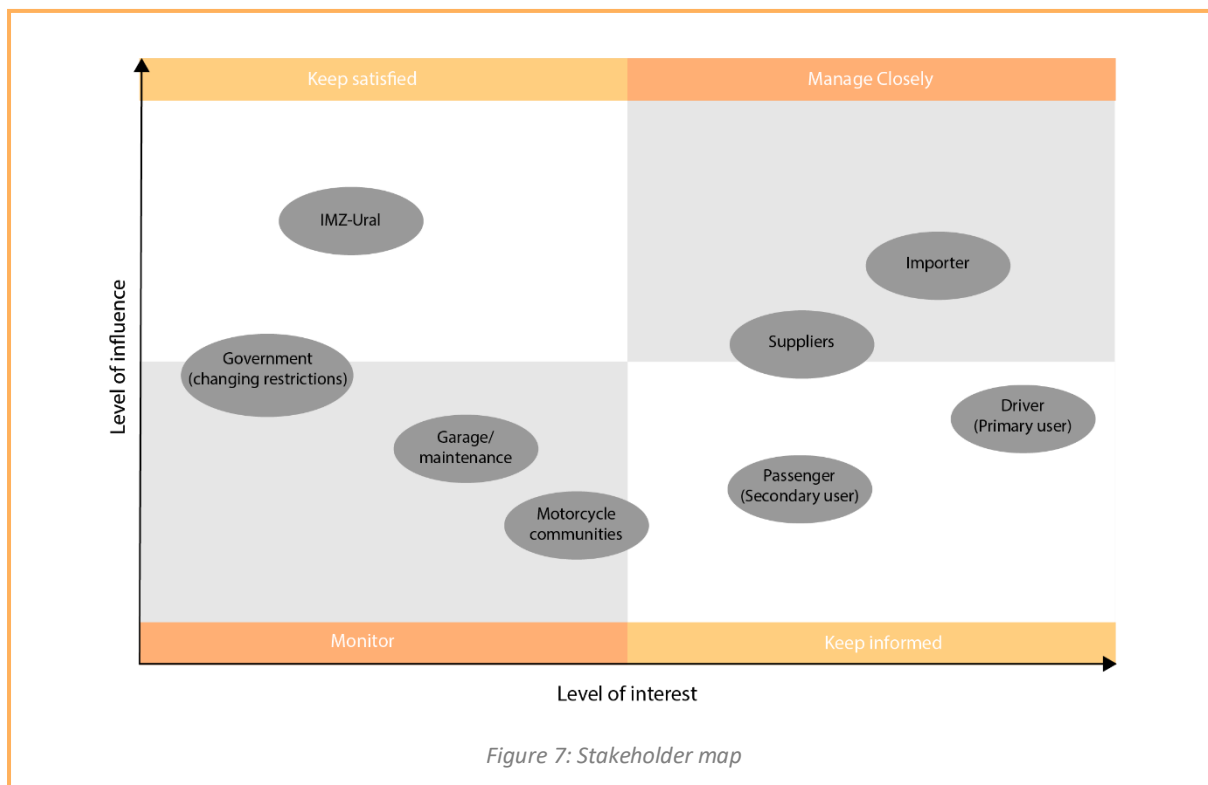 Keep satisfied
Manage Closely
IMZ-Ural
Importer
Suppliers
Government
(changing restrictions)
Driver
(Primary user)
Garage/
maintenance
Passenger
(Secondary user)
Motorcycle
communities
Level of influence
Monitor
Keep informed
Level of interest
Figure 7: Stakeholder map